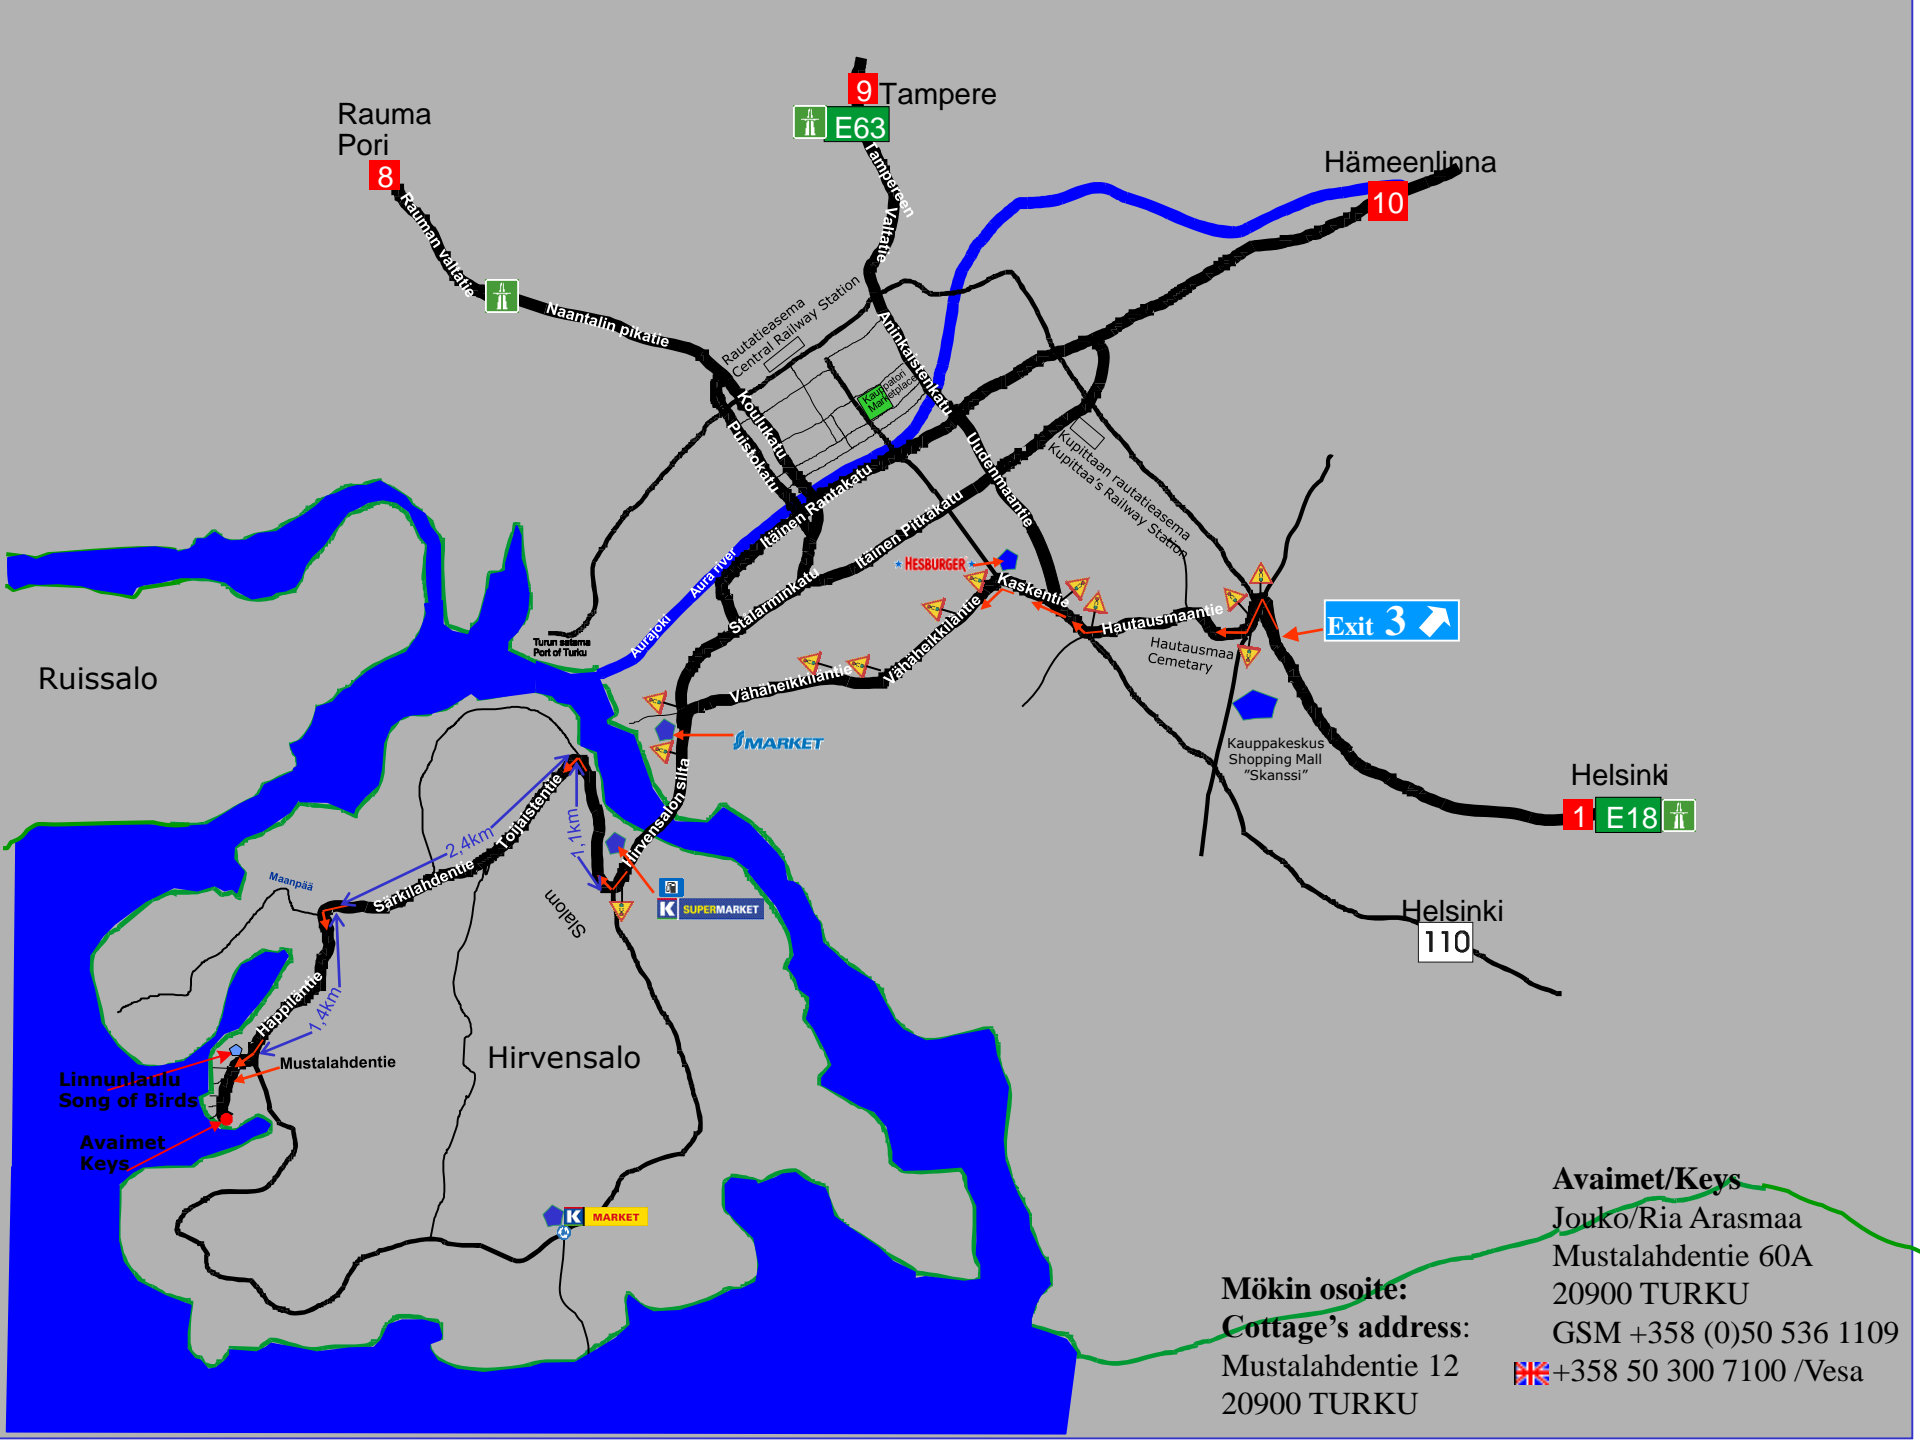 Rauma
Pori
8
Rauman valtatie
Naantalin pikatie
9
Tampere
E63
Tampereen
Valtatie
Hämeenlinna
10
Rautatieasema
Central Railway Station
Aninkaistenkatu
Kauppatori
Marketplace
Koulukatu
Puistokatu
Uudenmaantie
Kupittaan rautatieasema
Kupittaa's Railway Station
Itäinen Rantakatu
Itäinen Pitkäkatu
Stålarminkatu
Aurajoki
Aura river
Turun satama
Port of Turku
HESBURGER
Kaskentie
Hautausmaantie
Hautausmaa
Cemetary
Exit 3
Vähäheikkiläntie
Vähäheikkiläntie
Ruissalo
S MARKET
Kauppakeskus
Shopping Mall
"Skanssi"
Helsinki
1
E18
Helsinki
110
Hirvensalon silta
1,1km
Toijaistentie
2,4km
Särkilahdentie
Maanpää
Slalom
K SUPERMARKET
Häppiläntie
1,4km
Mustalahdentie
Hirvensalo
Linnunlaulu
Song of Birds
Avaimet
Keys
K MARKET
Mökin osoite:
Cottage's address:
Mustalahdentie 12
20900 TURKU
Avaimet/Keys
Jouko/Ria Arasmaa
Mustalahdentie 60A
20900 TURKU
GSM +358 (0)50 536 1109
+358 50 300 7100 /Vesa